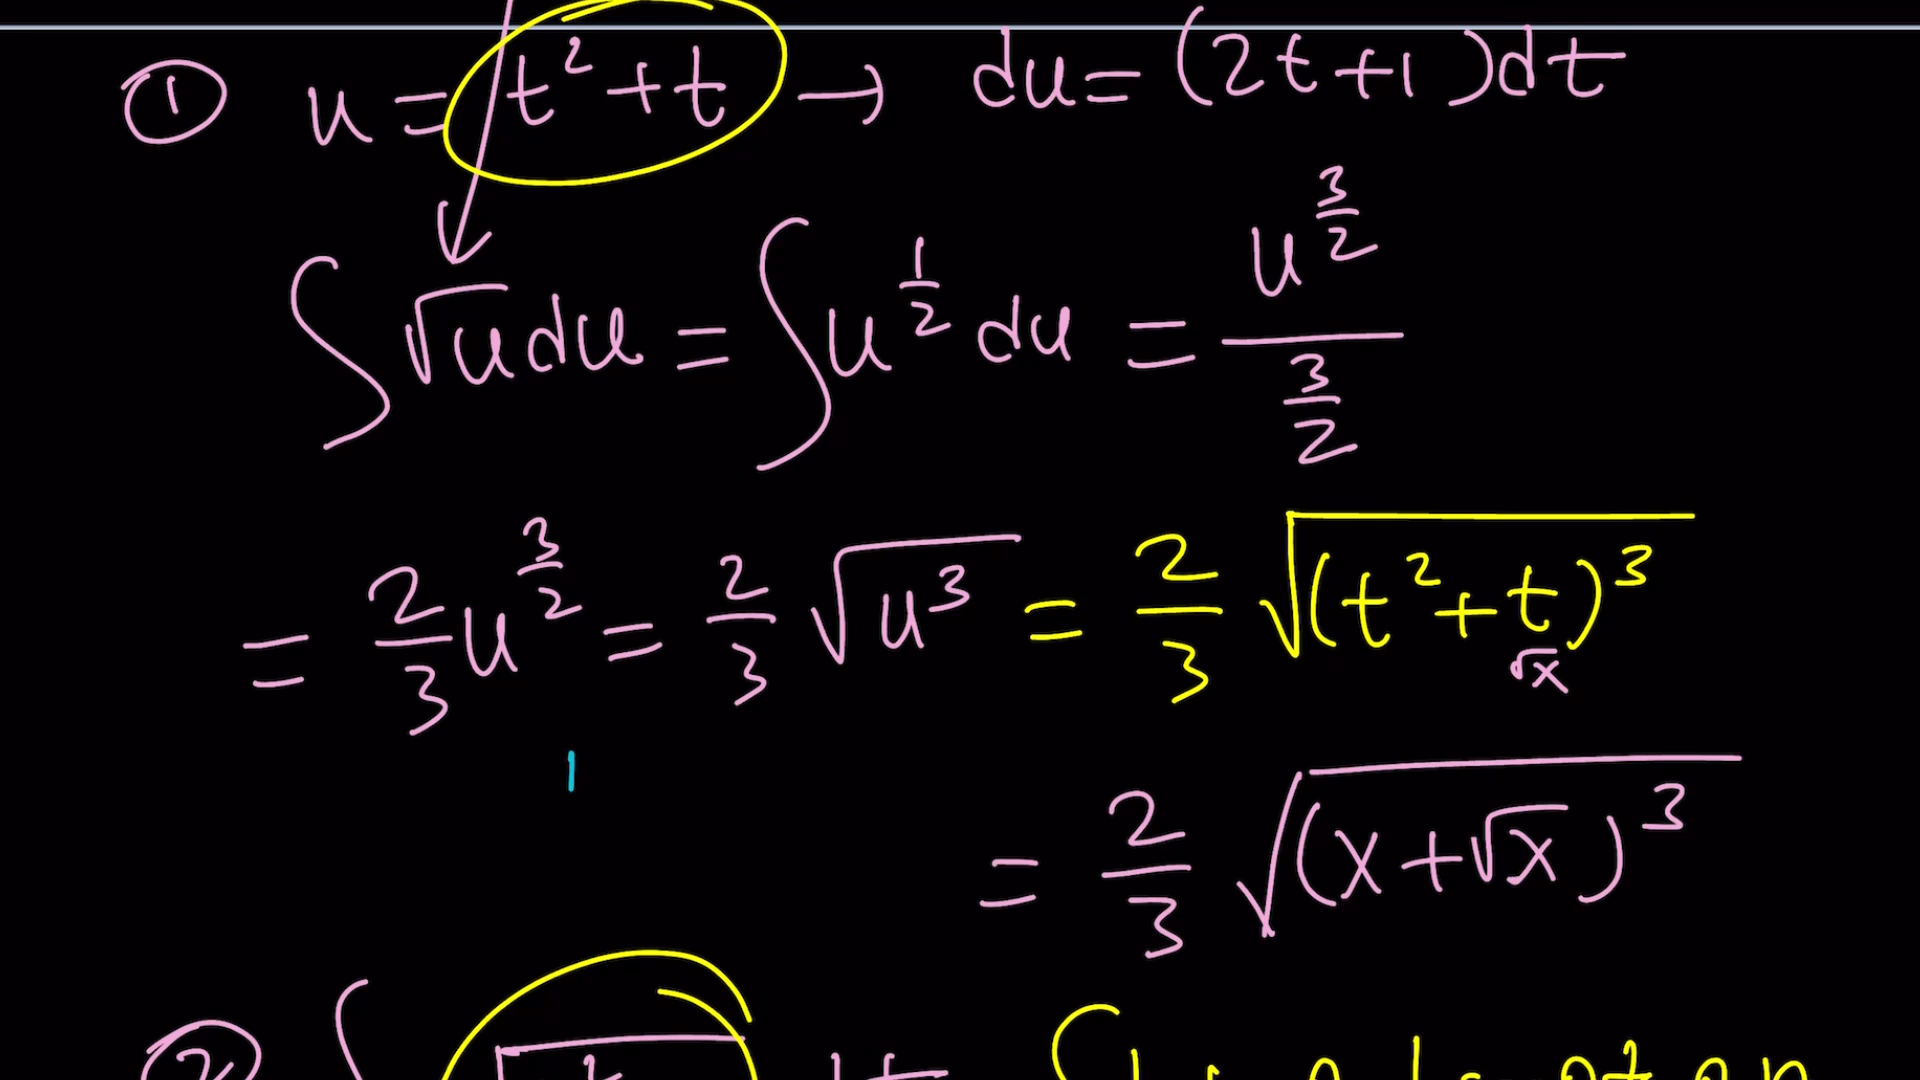 ① u = t² + t → du = (2t+1)dt
∫ √u du = ∫ u^(1/2) du = u^(3/2) / (3/2)
= 2/3 u^(3/2) = 2/3 √(u³) = 2/3 √((t² + t)³)
√x
= 2/3 √((x + √x)³)
② ∫